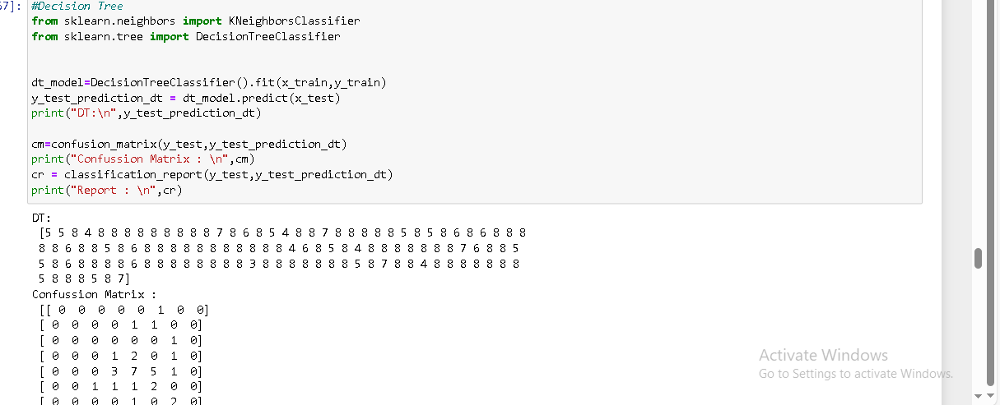 57]: #Decision Tree
from sklearn.neighbors import KNeighborsClassifier
from sklearn.tree import DecisionTreeClassifier
dt_model=DecisionTreeClassifier().fit(x_train,y_train)
y_test_prediction_dt = dt_model.predict(x_test)
print("DT:\n",y_test_prediction_dt)
cm=confusion_matrix(y_test,y_test_prediction_dt)
print("Confussion Matrix : \n",cm)
cr = classification_report(y_test,y_test_prediction_dt)
print("Report : \n",cr)
DT:
[5 5 8 4 8 8 8 8 8 8 8 8 8 7 8 6 8 5 4 8 8 7 8 8 8 8 8 5 8 5 8 6 8 6 8 8 8
8 8 6 8 8 5 8 6 8 8 8 8 8 8 8 8 8 8 8 4 6 8 5 8 4 8 8 8 8 8 8 8 7 6 8 8 5
5 8 6 8 8 8 8 6 8 8 8 8 8 8 8 8 3 8 8 8 8 8 8 8 5 8 7 8 8 4 8 8 8 8 8 8 8
5 8 8 8 5 8 7]
Confussion Matrix :
[[ 0 0 0 0 0 1 0 0]
[ 0 0 0 0 1 1 0 0]
[ 0 0 0 0 0 0 1 0]
[ 0 0 0 1 2 0 1 0]
[ 0 0 0 3 7 5 1 0]
[ 0 0 1 1 1 2 0 0]
[ 0 0 0 0 1 0 2 0]
Activate Windows
Go to Settings to activate Windows.